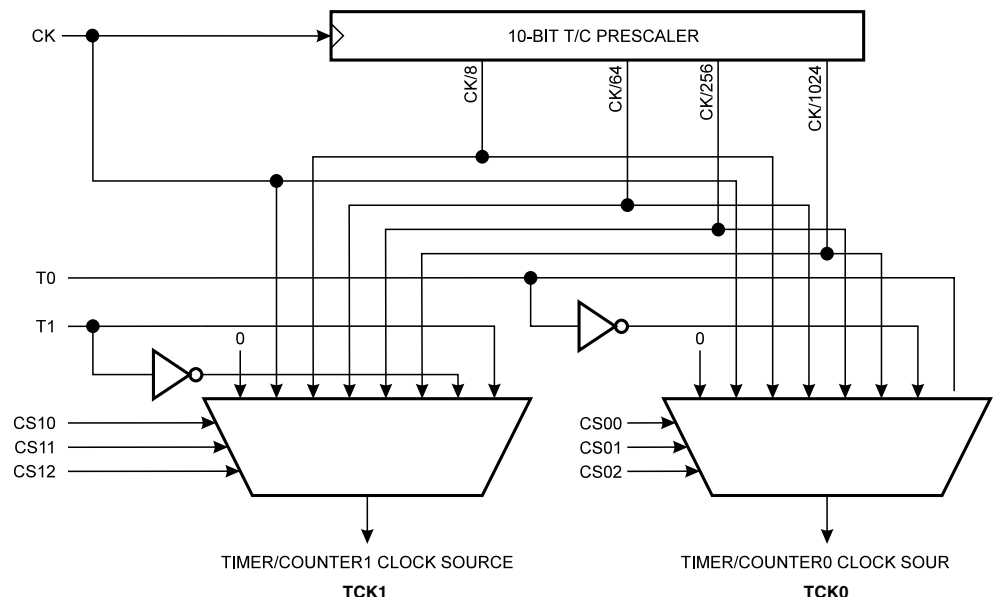 CK
10-BIT T/C PRESCALER
CK/8
CK/64
CK/256
CK/1024
T0
T1
0
0
CS10
CS11
CS12
CS00
CS01
CS02
TIMER/COUNTER1 CLOCK SOURCE
TCK1
TIMER/COUNTER0 CLOCK SOUR
TCK0